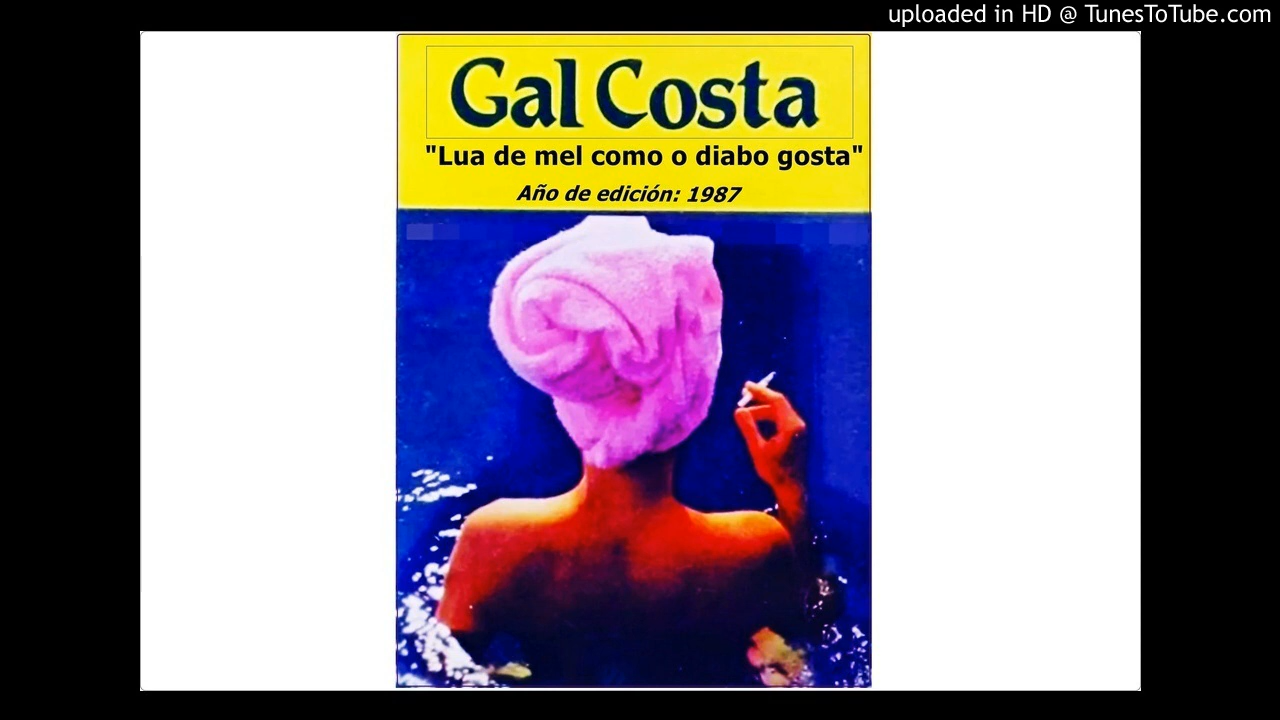 uploaded in HD @ TunesToTube.com
Gal Costa
"Lua de mel como o diabo gosta"
Año de edición: 1987